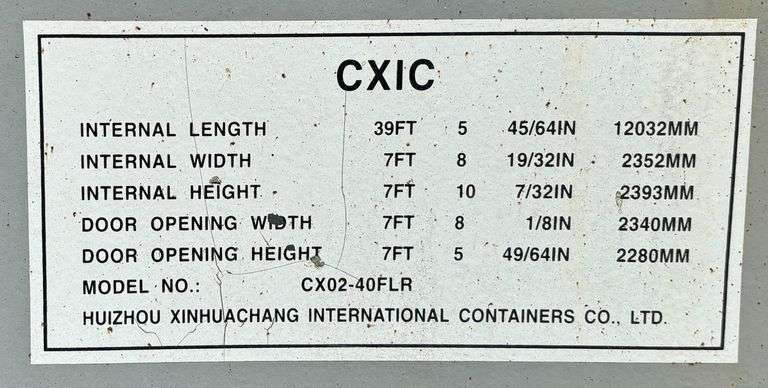 CXIC
INTERNAL LENGTH 39FT 5 45/64IN 12032MM
INTERNAL WIDTH 7FT 8 19/32IN 2352MM
INTERNAL HEIGHT 7FT 10 7/32IN 2393MM
DOOR OPENING WIDTH 7FT 8 1/8IN 2340MM
DOOR OPENING HEIGHT 7FT 5 49/64IN 2280MM
MODEL NO.: CX02-40FLR
HUIZHOU XINHUACHANG INTERNATIONAL CONTAINERS CO., LTD.